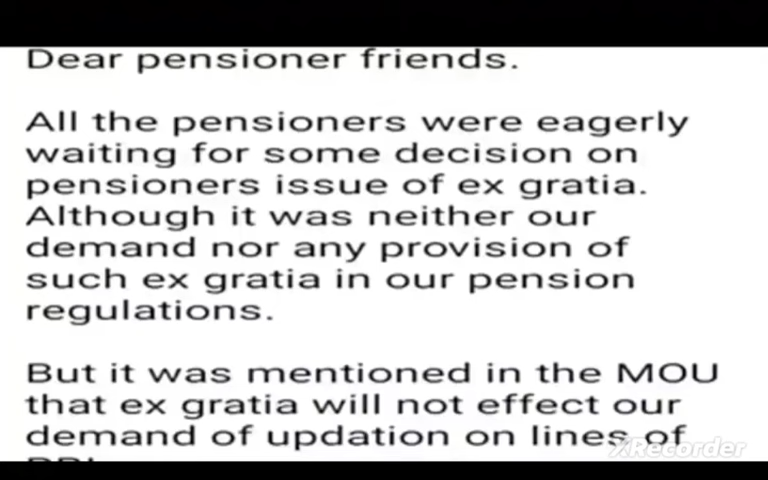 Dear pensioner friends.
All the pensioners were eagerly
waiting for some decision on
pensioners issue of ex gratia.
Although it was neither our
demand nor any provision of
such ex gratia in our pension
regulations.
But it was mentioned in the MOU
that ex gratia will not effect our
demand of updation on lines of
XRecorder